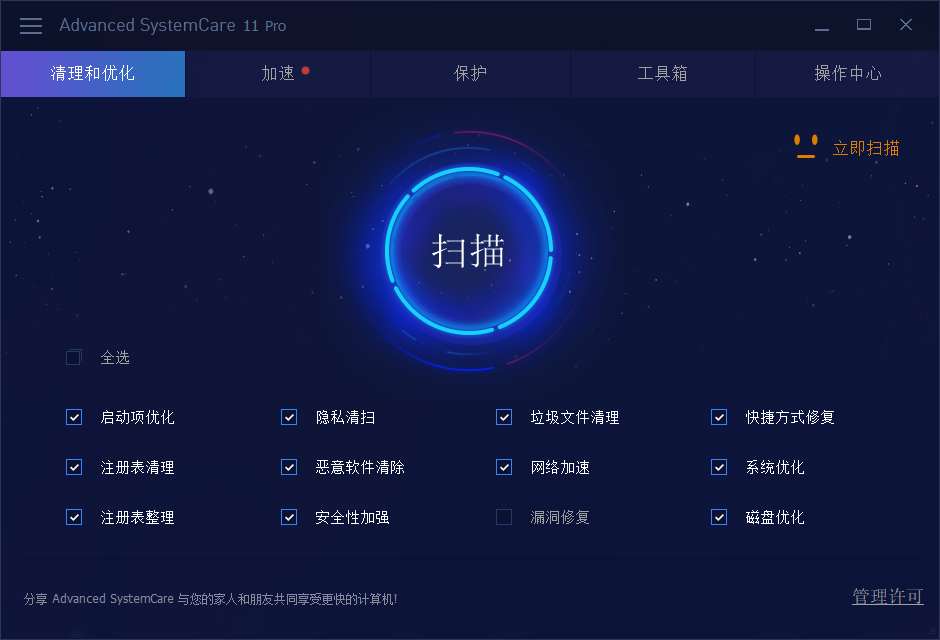 Advanced SystemCare 11 Pro
清理和优化 加速 保护 工具箱 操作中心
立即扫描
扫描
全选
启动项优化 隐私清扫 垃圾文件清理 快捷方式修复
注册表清理 恶意软件清除 网络加速 系统优化
注册表整理 安全性加强 漏洞修复 磁盘优化
分享 Advanced SystemCare 与您的家人和朋友共同享受更快的计算机!
管理许可